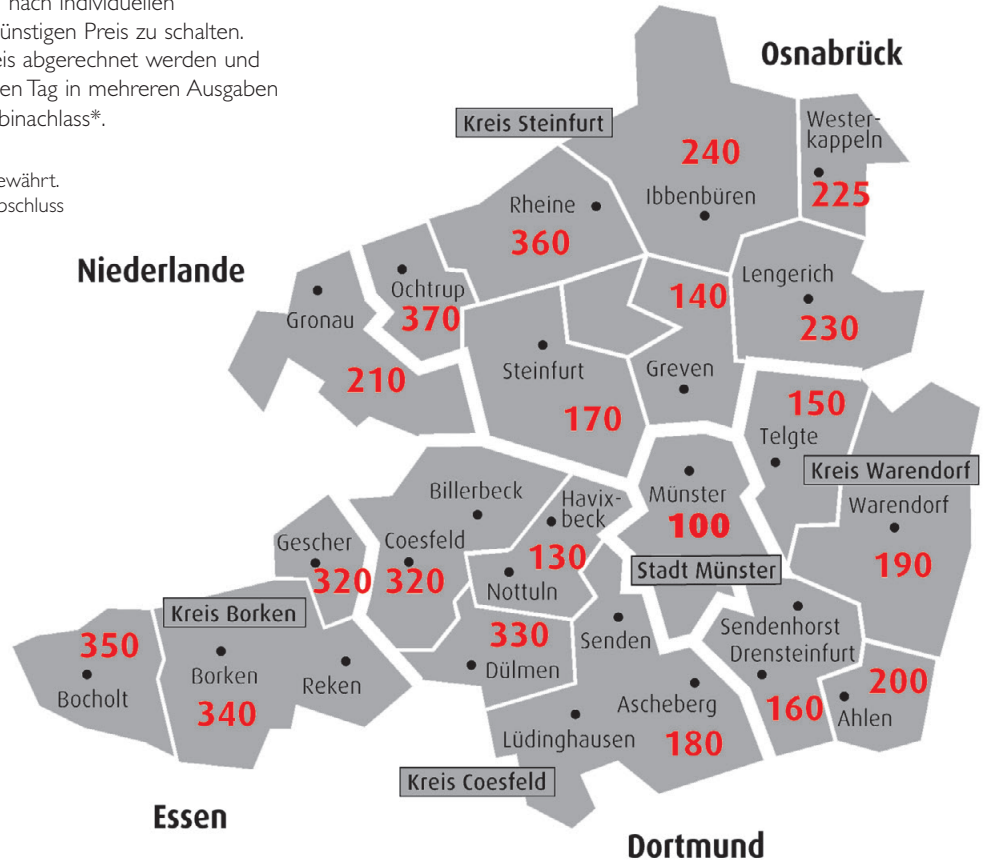 nach individuellen
ünstigen Preis zu schalten.
eis abgerechnet werden und
en Tag in mehreren Ausgaben
binachlass*.
ewährt.
bschluss
Osnabrück
Kreis Steinfurt
Wester-
kappeln
225
240
Ibbenbüren
Rheine
360
Niederlande
Ochtrup
370
Gronau
210
140
Greven
Lengerich
230
Steinfurt
170
150
Telgte
Kreis Warendorf
Warendorf
190
Billerbeck
Havix-
beck
130
Nottuln
Münster
100
Stadt Münster
Gescher
320
Coesfeld
320
Kreis Borken
350
Bocholt
Borken
340
Reken
330
Dülmen
Senden
Sendenhorst
Drensteinfurt
160
200
Ahlen
Ascheberg
180
Lüdinghausen
Kreis Coesfeld
Essen
Dortmund